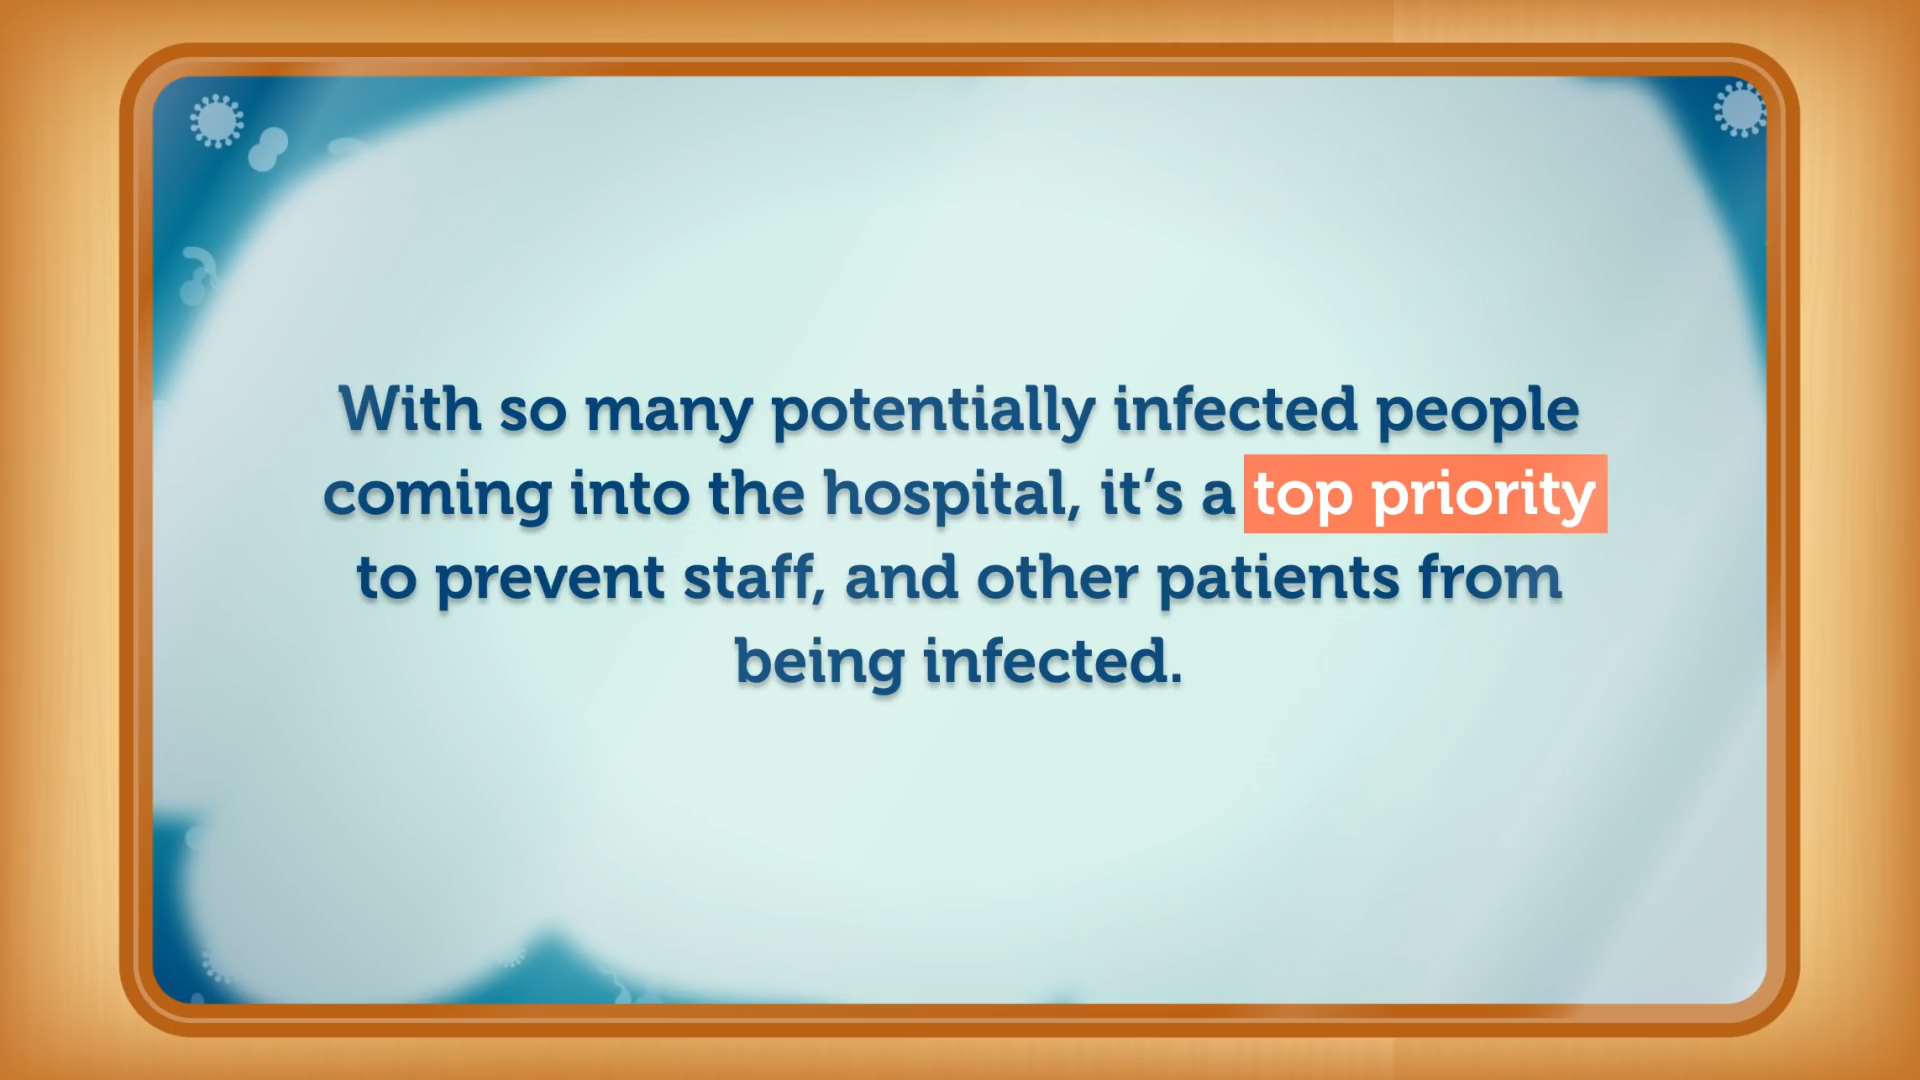 With so many potentially infected people
coming into the hospital, it’s a top priority
to prevent staff, and other patients from
being infected.